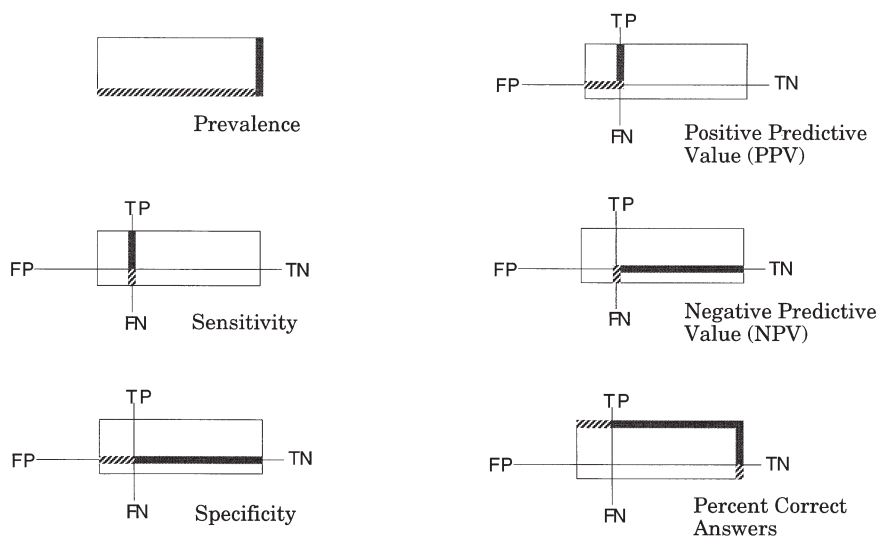 Prevalence
TP
FP
TN
FN
Sensitivity
TP
FP
TN
FN
Specificity
TP
FP
TN
FN
Positive Predictive
Value (PPV)
TP
FP
TN
FN
Negative Predictive
Value (NPV)
TP
FP
TN
FN
Percent Correct
Answers